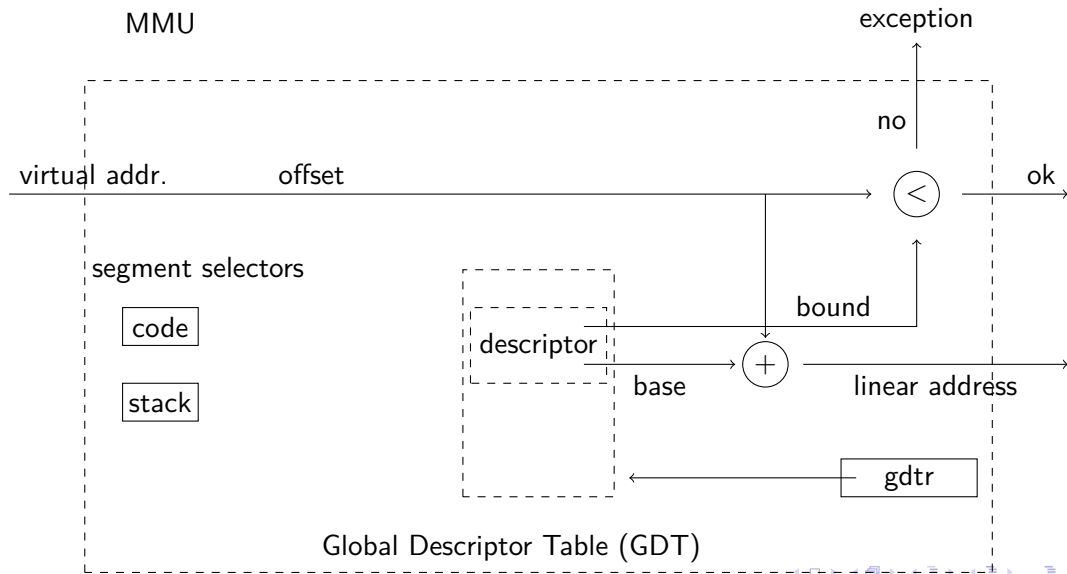 MMU
exception
no
virtual addr.
offset
<
ok
segment selectors
code
bound
descriptor
+
base
linear address
stack
gdtr
Global Descriptor Table (GDT)